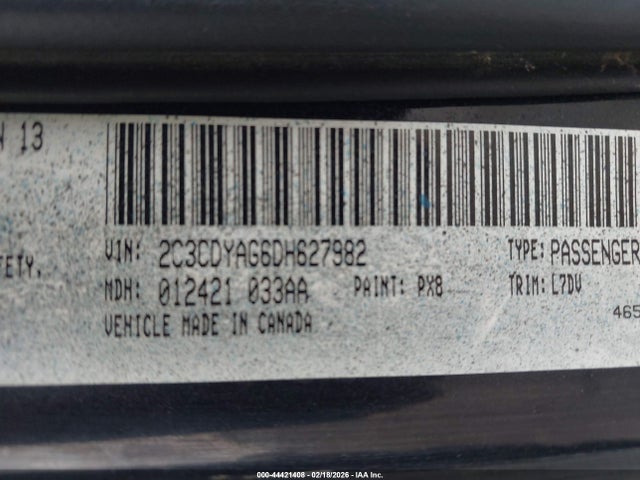 N 13
VIN: 2C3CDYAG6DH627982 TYPE: PASSENGER
FETY.
MDH: 012421 033AA PAINT: PX8 TRIM: L7DV
VEHICLE MADE IN CANADA 465
000-44421408 - 02/18/2026 - IAA Inc.